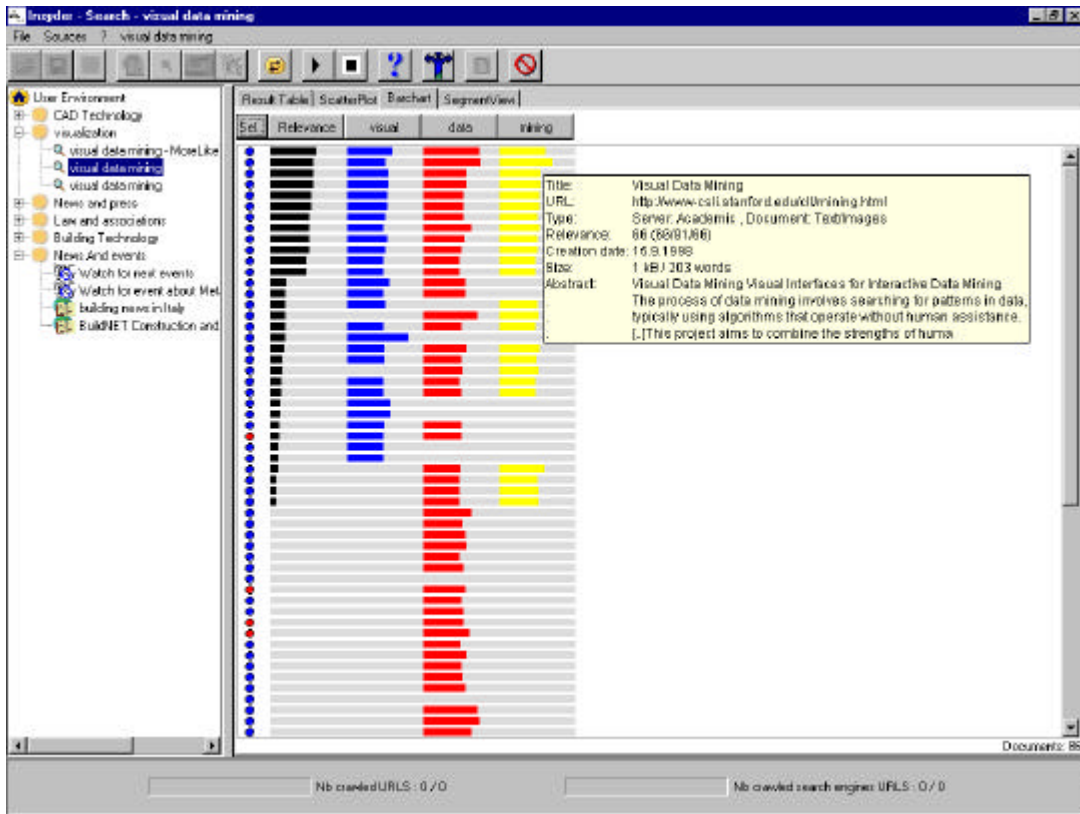 Insyder - Search - visual data mining
File Sources ? visual data mining
User Environment
CAD Technology
visualization
visual data mining - MoreLike
visual data mining
visual data mining
News and press
Law and associations
Building Technology
News And events
Watch for next events
Watch for event about Met
building news in Italy
BuildNET Construction and
Result Table ScatterPlot Barchart SegmentView
Sel. Relevance visual data mining
Title: Visual Data Mining
URL: http://www-csli.stanford.edu/cll/mining.html
Type: Server: Academic , Document: Text/Images
Relevance: 66 (68/91/66)
Creation date: 16.9.1998
Size: 1 kB / 203 words
Abstract: Visual Data Mining Visual Interfaces for Interactive Data Mining
The process of data mining involves searching for patterns in data,
typically using algorithms that operate without human assistance.
[..]This project aims to combine the strengths of huma
Documents: 86
Nb crawled URLS : 0 / 0
Nb crawled search engines URLS : 0 / 0